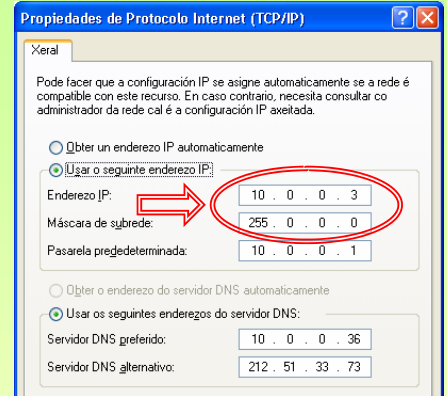 Propiedades de Protocolo Internet (TCP/IP)
Xeral
Pode facer que a configuración IP se asigne automaticamente se a rede é
compatible con este recurso. En caso contrario, necesita consultar co
administrador da rede cal é a configuración IP axeitada.
Obter un enderezo IP automaticamente
Usar o seguinte enderezo IP:
Enderezo IP: 10 . 0 . 0 . 3
Máscara de subrede: 255 . 0 . 0 . 0
Pasarela predeterminada: 10 . 0 . 0 . 1
Obter o enderezo do servidor DNS automaticamente
Usar os seguintes enderezos do servidor DNS:
Servidor DNS preferido: 10 . 0 . 0 . 36
Servidor DNS alternativo: 212 . 51 . 33 . 73